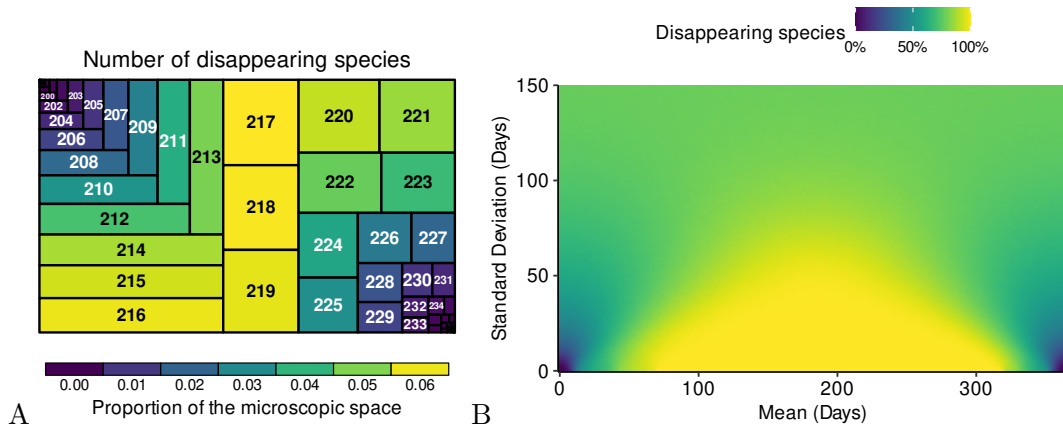 Number of disappearing species
200 203 205 207 209 211 213 217 220 221
202
204
206
208
210
212
214
215
216
218
219
222 223
224 226 227
225 228 230 231
229 232 234
233
0.00 0.01 0.02 0.03 0.04 0.05 0.06
Proportion of the microscopic space
A
Disappearing species
0% 50% 100%
150
100
50
0
Standard Deviation (Days)
0 100 200 300
Mean (Days)
B